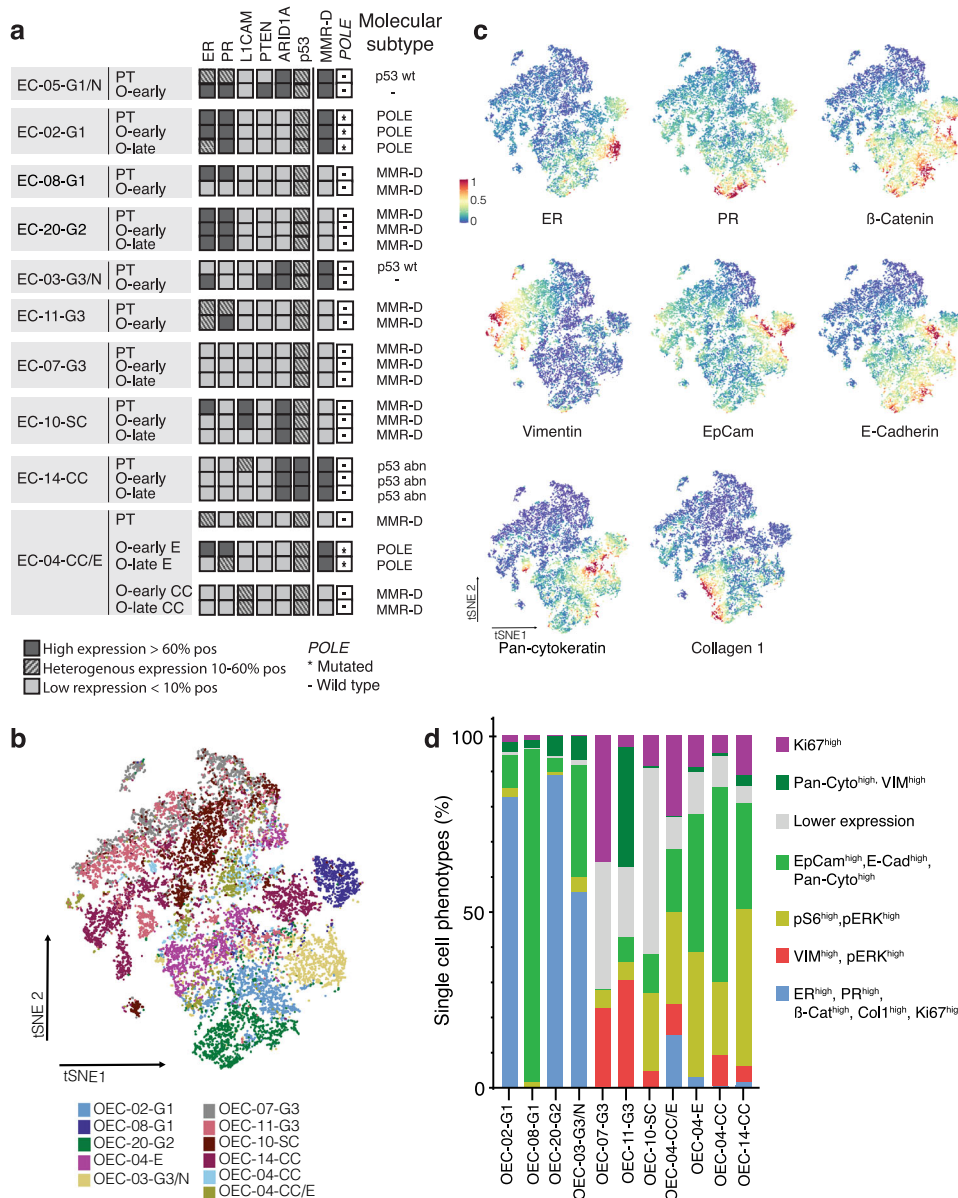 a
ER
PR
L1CAM
PTEN
ARID1A
p53
MMR-D
POLE
Molecular
subtype
EC-05-G1/N
PT
p53 wt
O-early
-
EC-02-G1
PT
* POLE
O-early
- POLE
O-late
* POLE
EC-08-G1
PT
- MMR-D
O-early
- MMR-D
EC-20-G2
PT
- MMR-D
O-early
- MMR-D
O-late
- MMR-D
EC-03-G3/N
PT
- p53 wt
O-early
- -
EC-11-G3
PT
- MMR-D
O-early
- MMR-D
EC-07-G3
PT
- MMR-D
O-early
- MMR-D
O-late
- MMR-D
EC-10-SC
PT
- MMR-D
O-early
- MMR-D
O-late
- MMR-D
EC-14-CC
PT
- p53 abn
O-early
- p53 abn
O-late
- p53 abn
EC-04-CC/E
PT
- MMR-D
O-early E
* POLE
O-late E
* POLE
O-early CC
- MMR-D
O-late CC
- MMR-D
High expression > 60% pos
Heterogenous expression 10-60% pos
Low rexpression < 10% pos
POLE
* Mutated
- Wild type
b
tSNE 2
tSNE1
OEC-02-G1
OEC-08-G1
OEC-20-G2
OEC-04-E
OEC-03-G3/N
OEC-07-G3
OEC-11-G3
OEC-10-SC
OEC-14-CC
OEC-04-CC
OEC-04-CC/E
c
1
0.5
0
ER
PR
ß-Catenin
Vimentin
EpCam
E-Cadherin
tSNE 2
tSNE1
Pan-cytokeratin
Collagen 1
d
Single cell phenotypes (%)
100
50
0
OEC-02-G1
OEC-08-G1
OEC-20-G2
OEC-03-G3/N
OEC-07-G3
OEC-11-G3
OEC-10-SC
OEC-04-CC/E
OEC-04-E
OEC-04-CC
OEC-14-CC
Ki67high
Pan-Cytohigh, VIMhigh
Lower expression
EpCamhigh,E-Cadhigh,
Pan-Cytohigh
pS6high,pERKhigh
VIMhigh, pERKhigh
ERhigh, PRhigh,
ß-Cathigh, Col1high, Ki67high